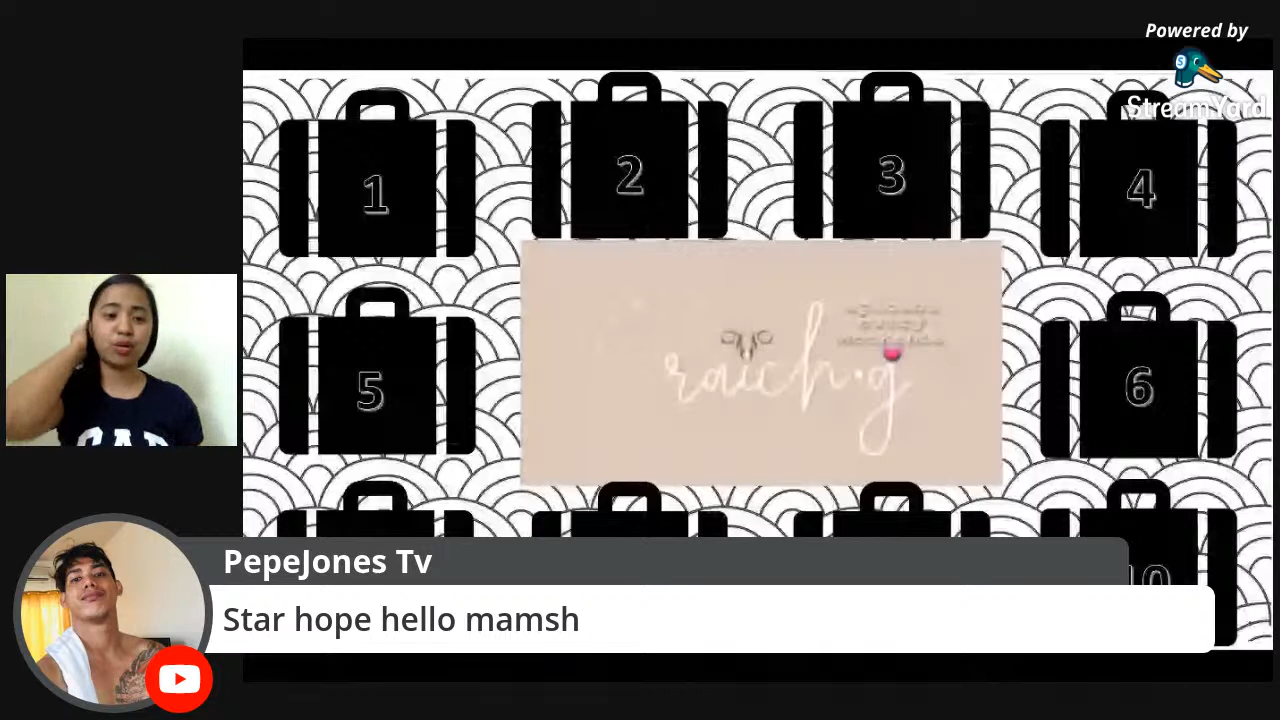 Powered by
StreamYard
1
2
3
4
raich.g
5
6
GAP
10
PepeJones Tv
Star hope hello mamsh